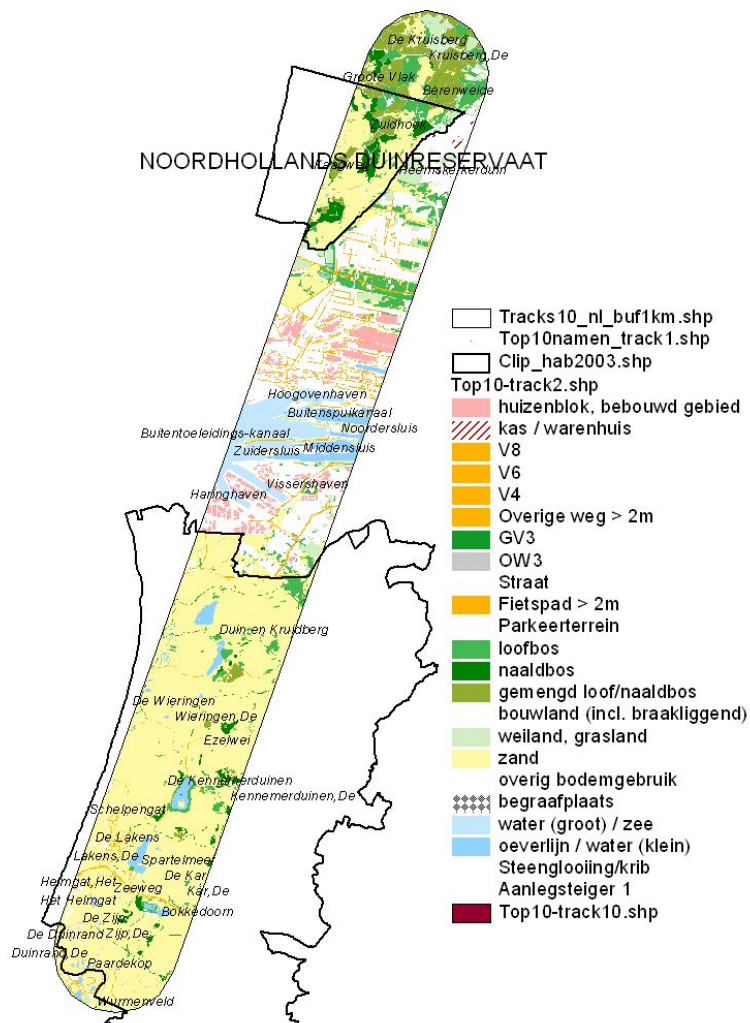 De Kruisberg
Kruisberg,De
Groote Vlak
Berenweide
Zuidhoek
NOORDHOLLANDS DUINRESERVAAT
Heemskerkerduin
Tracks10_nl_buf1km.shp
Top10namen_track1.shp
Clip_hab2003.shp
Top10-track2.shp
huizenblok, bebouwd gebied
kas / warenhuis
V8
V6
V4
Overige weg > 2m
GV3
OW3
Straat
Fietspad > 2m
Parkeerterrein
loofbos
naaldbos
gemengd loof/naaldbos
bouwland (incl. braakliggend)
weiland, grasland
zand
overig bodemgebruik
begraafplaats
water (groot) / zee
oeverlijn / water (klein)
Steenglooiing/krib
Aanlegsteiger 1
Top10-track10.shp
Hoogovenhaven
Buitenspuikanaal
Noordersluis
Buitentoeleidings-kanaal
Middensluis
Zuidersluis
Vissershaven
Haringhaven
Duin en Kruidberg
De Wieringen
Wieringen,De
Ezelwei
De Kennemerduinen
Kennemerduinen,De
Schelpengat
De Lakens
Lakens,De
Spartelmeer
De Kar
Helmgat,Het
Zeeweg
Kar,De
Het Helmgat
Bokkedoorn
De Zijp
De Duinrand
Zijp,De
Duinrand,De
Paardekop
Wurmenveld